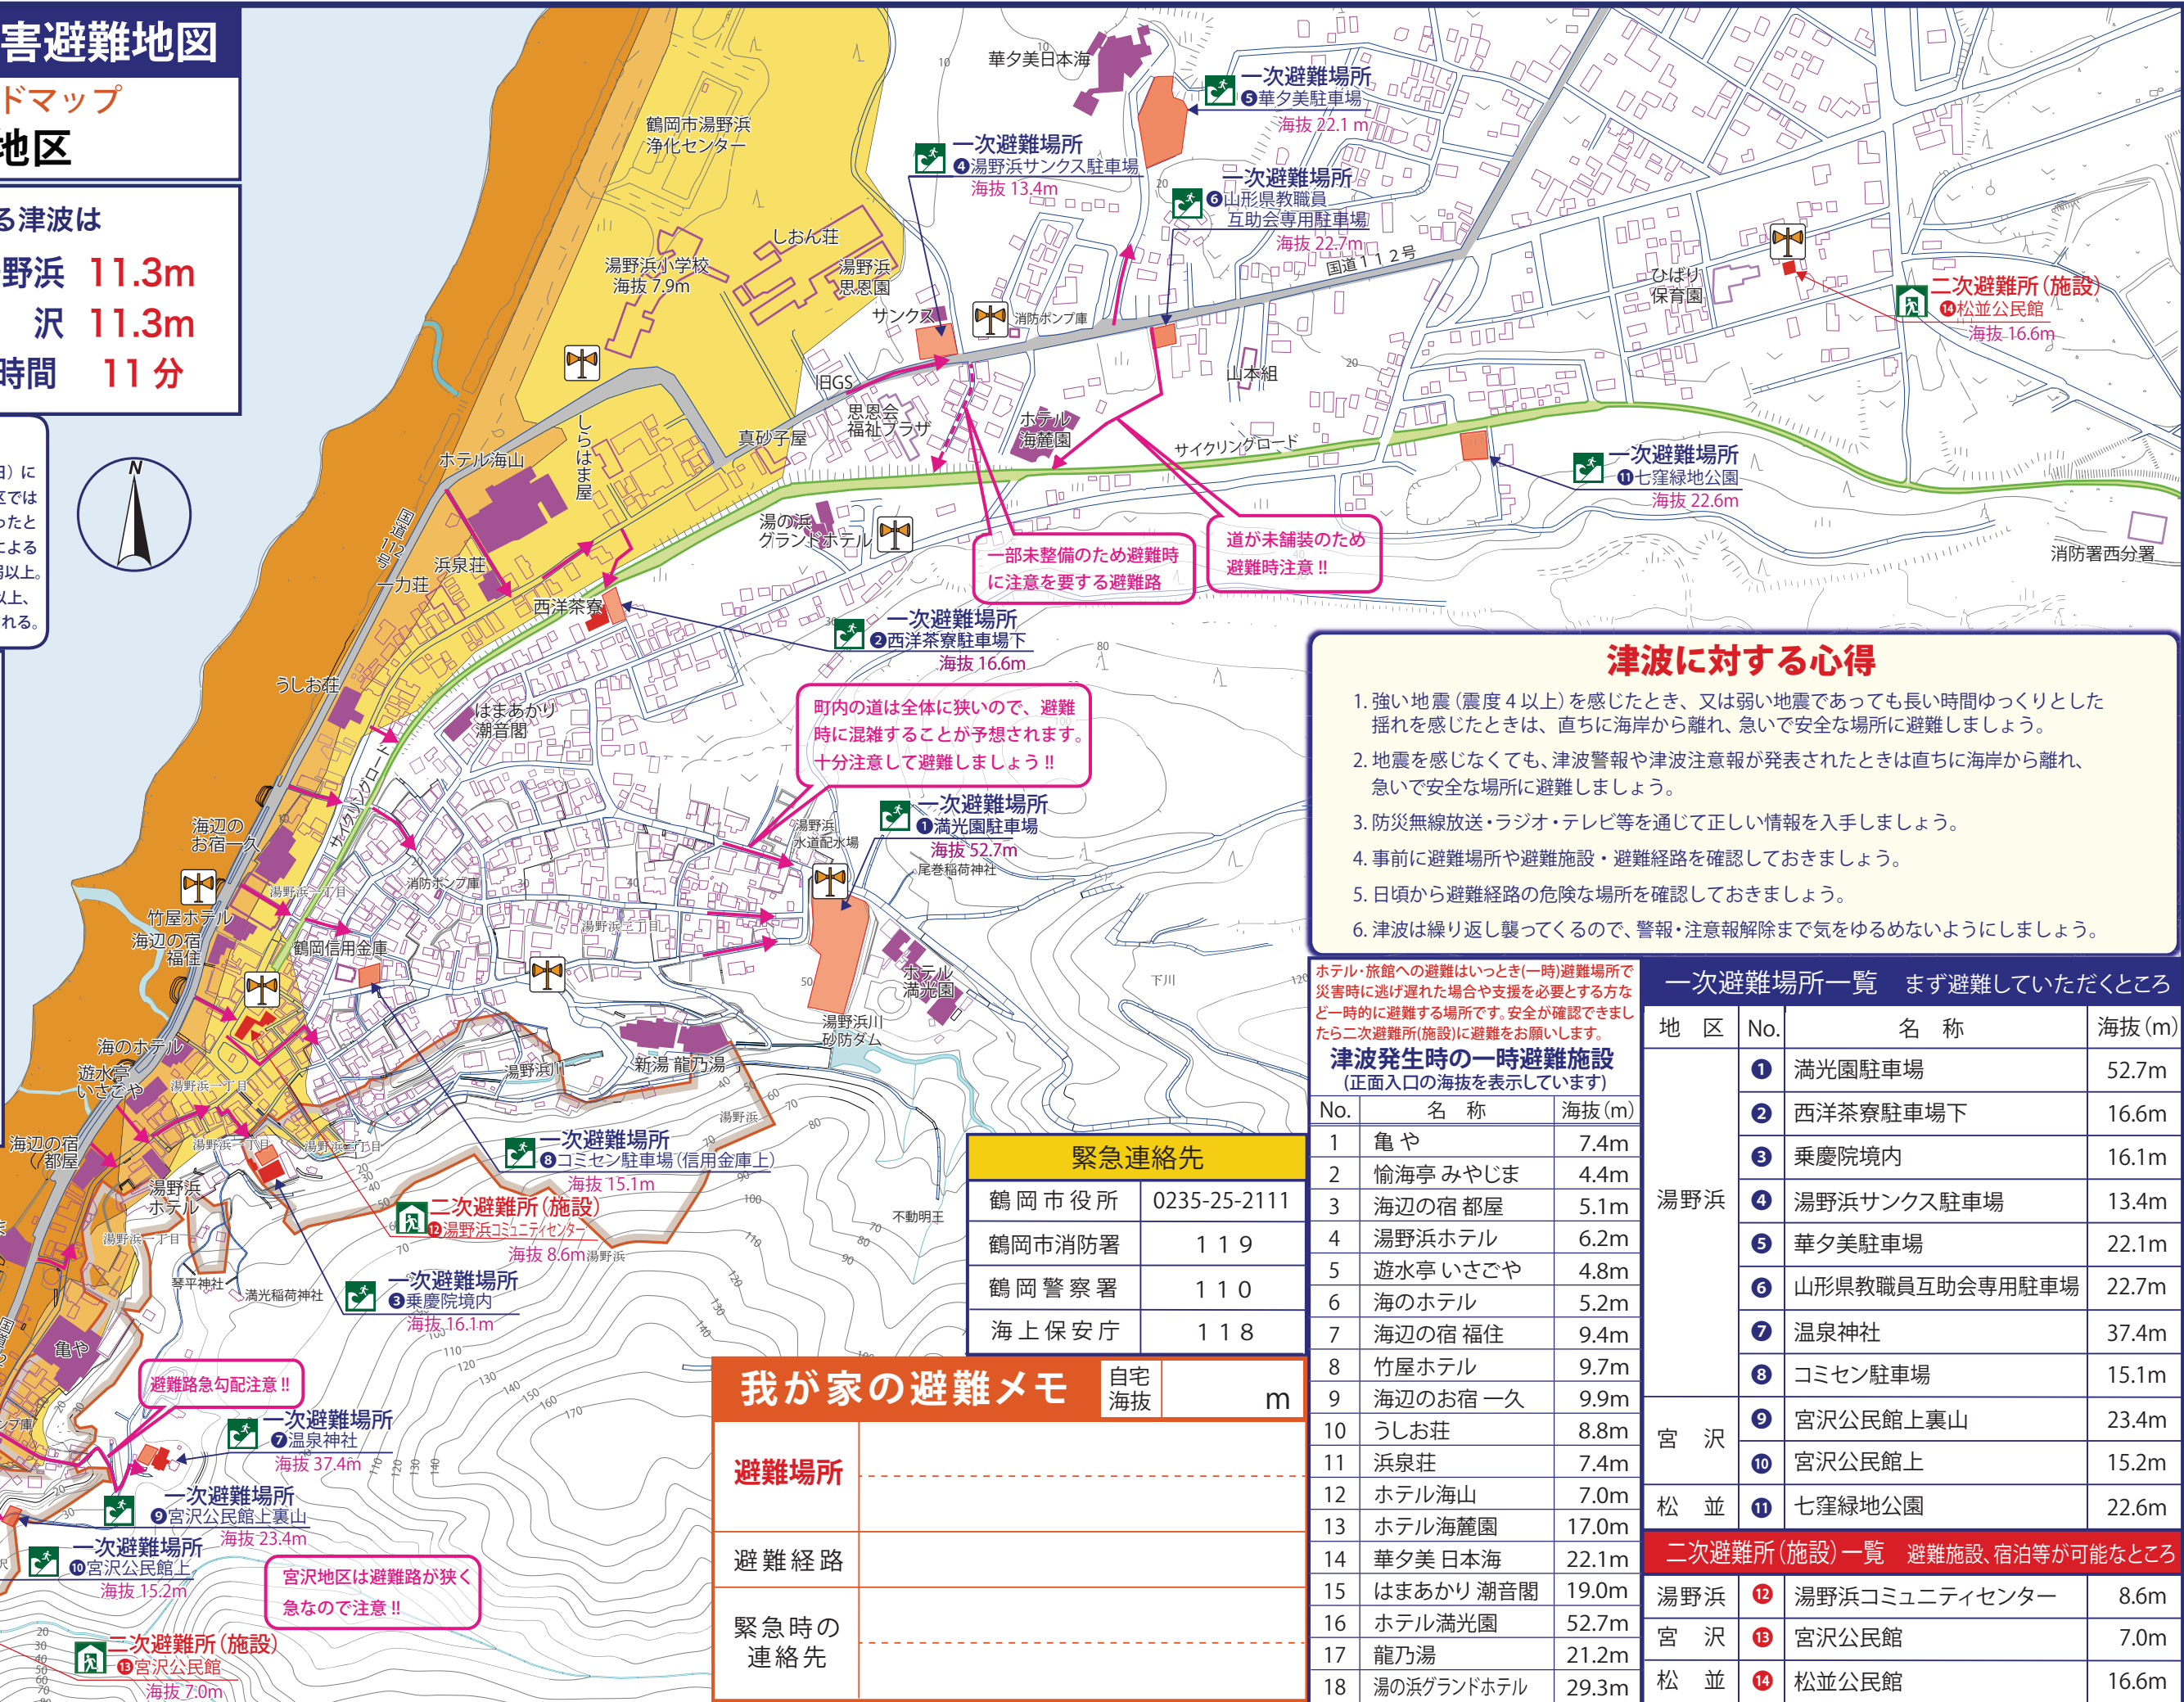 害避難地図
ドマップ
地区
る津波は
野浜 11.3m
沢 11.3m
時間 11 分
日）に
区では
ったと
による
弱以上。
以上、
される。
N
鶴岡市湯野浜
浄化センター
華夕美日本海
一次避難場所
❺華夕美駐車場
海抜 22.1 m
一次避難場所
❹湯野浜サンクス駐車場
海抜 13.4m
一次避難場所
❻山形県教職員
互助会専用駐車場
海抜 22.7m
国道112号
しおん荘
湯野浜小学校
海抜 7.9m
湯野浜
思恩園
サンクス
消防ポンプ庫
ひばり
保育園
二次避難所（施設）
⓮松並公民館
海抜 16.6m
旧GS
思恩会
福祉プラザ
山本組
ホテル
海麓園
真砂子屋
しらはま屋
ホテル海山
サイクリングロード
一次避難場所
⓫七窪緑地公園
海抜 22.6m
消防署西分署
国道112号
湯の浜
グランドホテル
一部未整備のため避難時
に注意を要する避難路
道が未舗装のため
避難時注意 !!
浜泉荘
一力荘
西洋茶寮
一次避難場所
❷西洋茶寮駐車場下
海抜 16.6m
うしお荘
はまあかり
潮音閣
サイクリングロード
町内の道は全体に狭いので、避難
時に混雑することが予想されます。
十分注意して避難しましょう !!
海辺の
お宿一久
湯野浜一丁目
消防ポンプ庫
湯野浜
水道配水場
一次避難場所
❶満光園駐車場
海抜 52.7m
尾巻稲荷神社
竹屋ホテル
海辺の宿
福住
鶴岡信用金庫
湯野浜二丁目
ホテル
満光園
下川
湯野浜川
砂防ダム
海のホテル
遊水亭
いさごや
湯野浜一丁目
湯野浜川
新湯 龍乃湯
湯野浜
海辺の宿
都屋
湯野浜一丁目
湯野浜二丁目
一次避難場所
❽コミセン駐車場（信用金庫上）
海抜 15.1m
湯野浜
ホテル
湯野浜一丁目
二次避難所（施設）
⓬湯野浜コミュニティセンター
海抜 8.6m
湯野浜
不動明王
琴平神社
満光稲荷神社
一次避難場所
❸乗慶院境内
海抜 16.1m
亀や
避難路急勾配注意 !!
ンプ庫
一次避難場所
❼温泉神社
海抜 37.4m
一次避難場所
❾宮沢公民館上裏山
海抜 23.4m
一次避難場所
❿宮沢公民館上
海抜 15.2m
宮沢地区は避難路が狭く
急なので注意 !!
二次避難所（施設）
⓭宮沢公民館
海抜 7.0m
津波に対する心得
1. 強い地震（震度 4 以上）を感じたとき、又は弱い地震であっても長い時間ゆっくりとした
揺れを感じたときは、直ちに海岸から離れ、急いで安全な場所に避難しましょう。
2. 地震を感じなくても、津波警報や津波注意報が発表されたときは直ちに海岸から離れ、
急いで安全な場所に避難しましょう。
3. 防災無線放送・ラジオ・テレビ等を通じて正しい情報を入手しましょう。
4. 事前に避難場所や避難施設・避難経路を確認しておきましょう。
5. 日頃から避難経路の危険な場所を確認しておきましょう。
6. 津波は繰り返し襲ってくるので、警報・注意報解除まで気をゆるめないようにしましょう。
緊急連絡先
鶴岡市役所 0235-25-2111
鶴岡市消防署 119
鶴岡警察署 110
海上保安庁 118
我が家の避難メモ 自宅海抜 m
避難場所
避難経路
緊急時の
連絡先
ホテル・旅館への避難はいっとき(一時)避難場所で
災害時に逃げ遅れた場合や支援を必要とする方な
ど一時的に避難する場所です。安全が確認できまし
たら二次避難所(施設)に避難をお願いします。
津波発生時の一時避難施設
(正面入口の海抜を表示しています)
No. 名 称 海抜(m)
1 亀 や 7.4m
2 愉海亭 みやじま 4.4m
3 海辺の宿 都屋 5.1m
4 湯野浜ホテル 6.2m
5 遊水亭 いさごや 4.8m
6 海のホテル 5.2m
7 海辺の宿 福住 9.4m
8 竹屋ホテル 9.7m
9 海辺のお宿 一久 9.9m
10 うしお荘 8.8m
11 浜泉荘 7.4m
12 ホテル海山 7.0m
13 ホテル海麓園 17.0m
14 華夕美 日本海 22.1m
15 はまあかり 潮音閣 19.0m
16 ホテル満光園 52.7m
17 龍乃湯 21.2m
18 湯の浜グランドホテル 29.3m
一次避難場所一覧 まず避難していただくところ
地 区 No. 名 称 海抜(m)
湯野浜
❶ 満光園駐車場 52.7m
❷ 西洋茶寮駐車場下 16.6m
❸ 乗慶院境内 16.1m
❹ 湯野浜サンクス駐車場 13.4m
❺ 華夕美駐車場 22.1m
❻ 山形県教職員互助会専用駐車場 22.7m
❼ 温泉神社 37.4m
❽ コミセン駐車場 15.1m
宮 沢
❾ 宮沢公民館上裏山 23.4m
❿ 宮沢公民館上 15.2m
松 並 ⓫ 七窪緑地公園 22.6m
二次避難所（施設）一覧 避難施設、宿泊等が可能なところ
湯野浜 ⓬ 湯野浜コミュニティセンター 8.6m
宮 沢 ⓭ 宮沢公民館 7.0m
松 並 ⓮ 松並公民館 16.6m